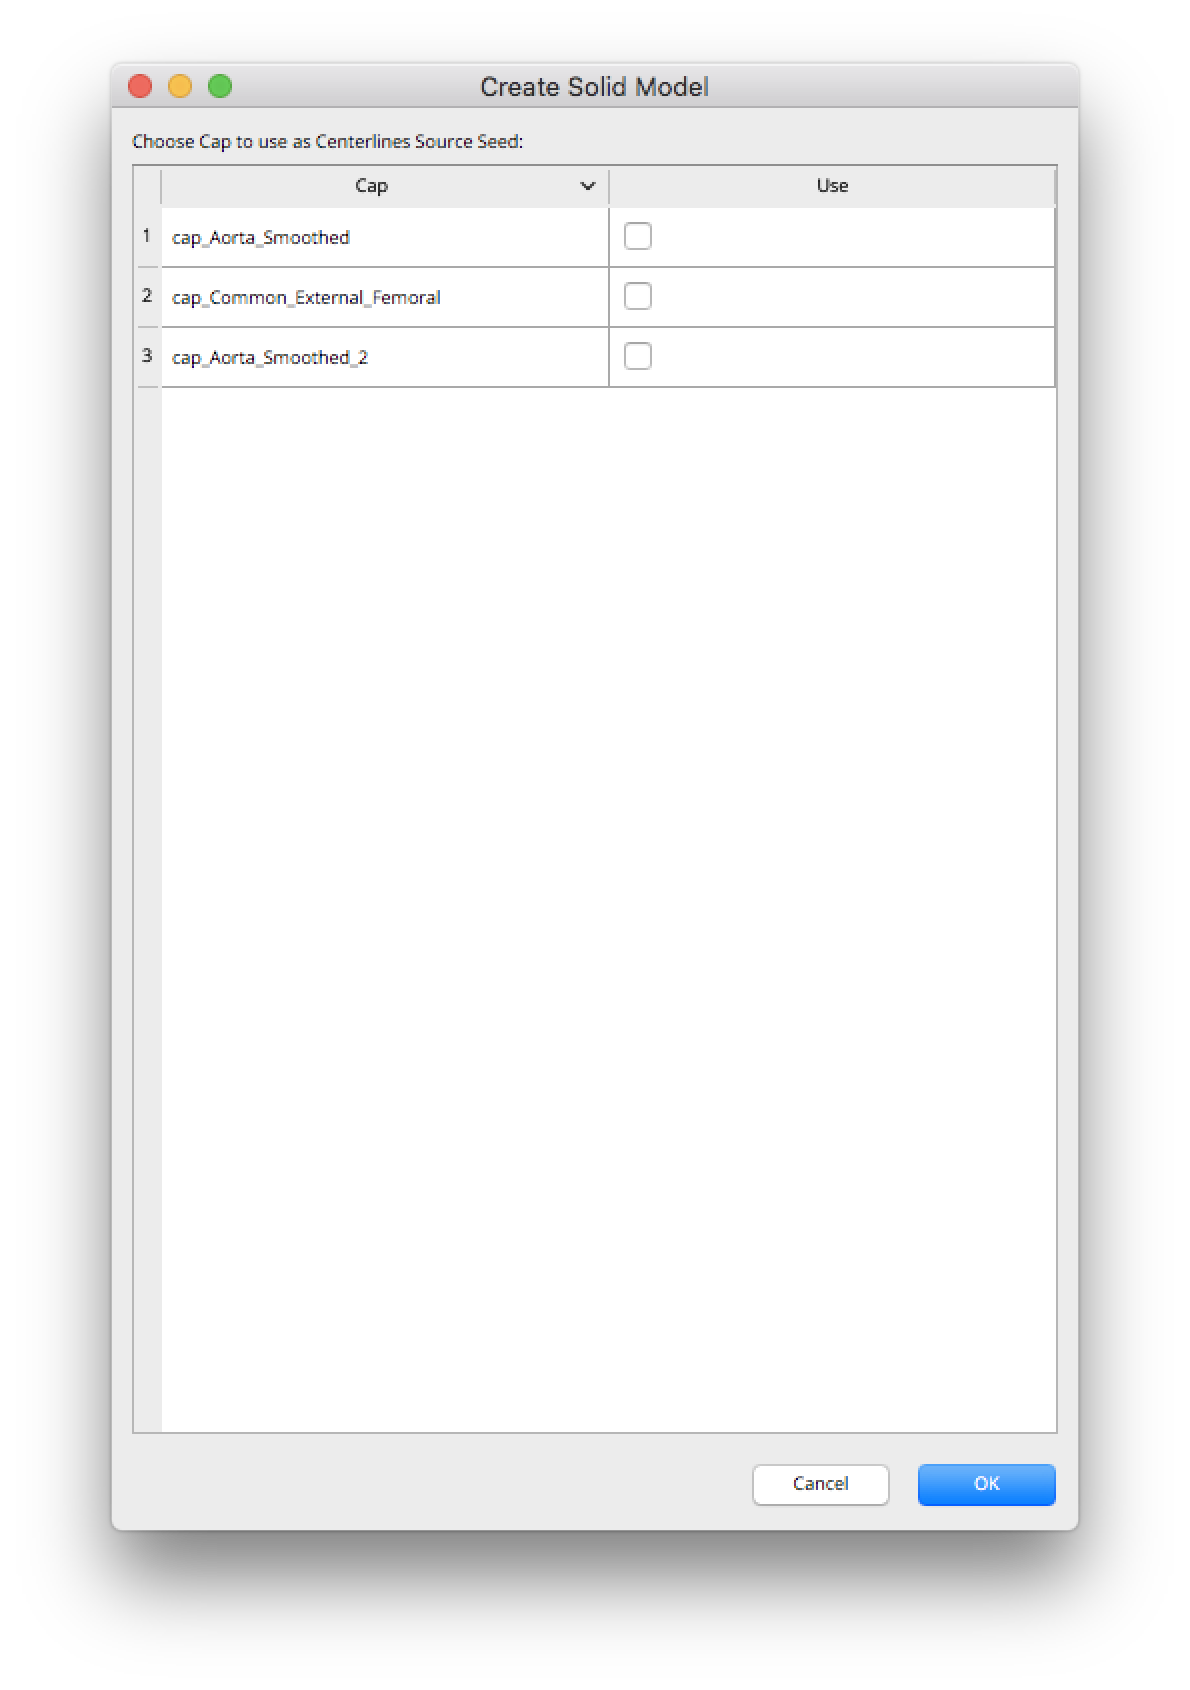 Create Solid Model
Choose Cap to use as Centerlines Source Seed:
Cap Use
1 cap_Aorta_Smoothed
2 cap_Common_External_Femoral
3 cap_Aorta_Smoothed_2
Cancel OK